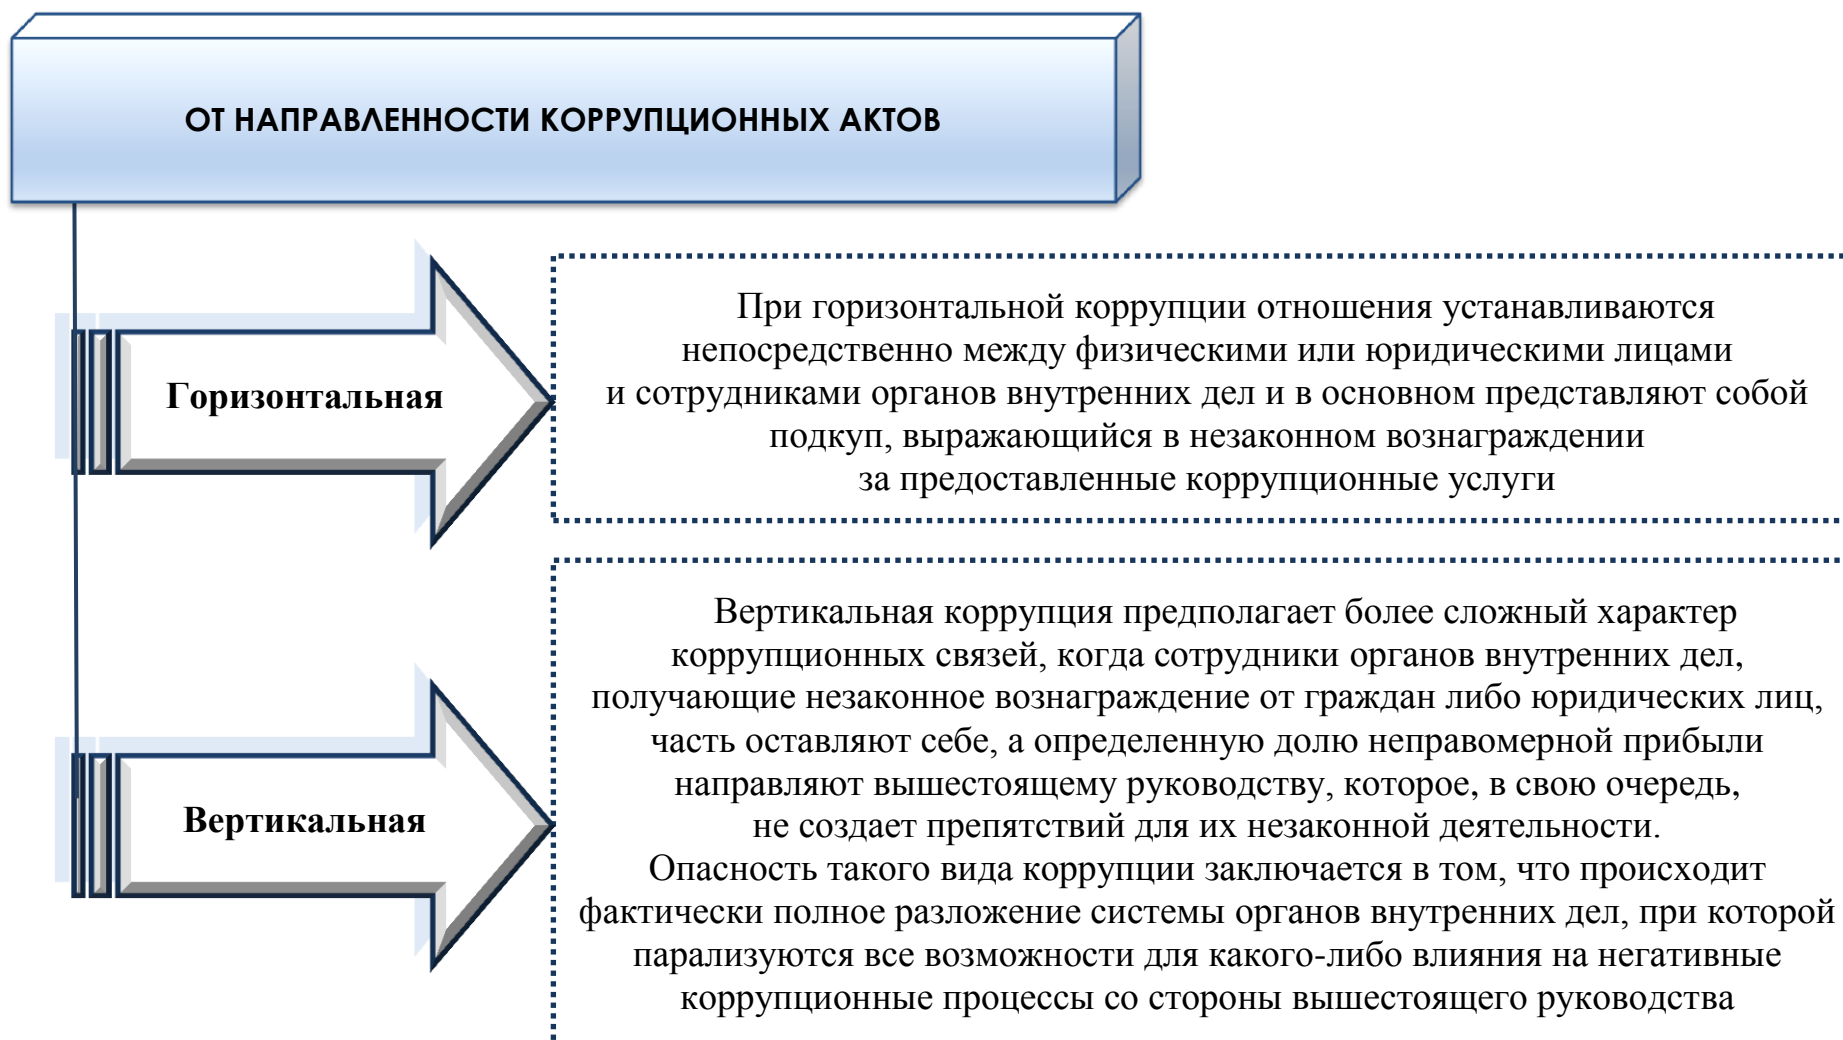 ОТ НАПРАВЛЕННОСТИ КОРРУПЦИОННЫХ АКТОВ
Горизонтальная
При горизонтальной коррупции отношения устанавливаются
непосредственно между физическими или юридическими лицами
и сотрудниками органов внутренних дел и в основном представляют собой
подкуп, выражающийся в незаконном вознаграждении
за предоставленные коррупционные услуги
Вертикальная
Вертикальная коррупция предполагает более сложный характер
коррупционных связей, когда сотрудники органов внутренних дел,
получающие незаконное вознаграждение от граждан либо юридических лиц,
часть оставляют себе, а определенную долю неправомерной прибыли
направляют вышестоящему руководству, которое, в свою очередь,
не создает препятствий для их незаконной деятельности.
Опасность такого вида коррупции заключается в том, что происходит
фактически полное разложение системы органов внутренних дел, при которой
парализуются все возможности для какого-либо влияния на негативные
коррупционные процессы со стороны вышестоящего руководства